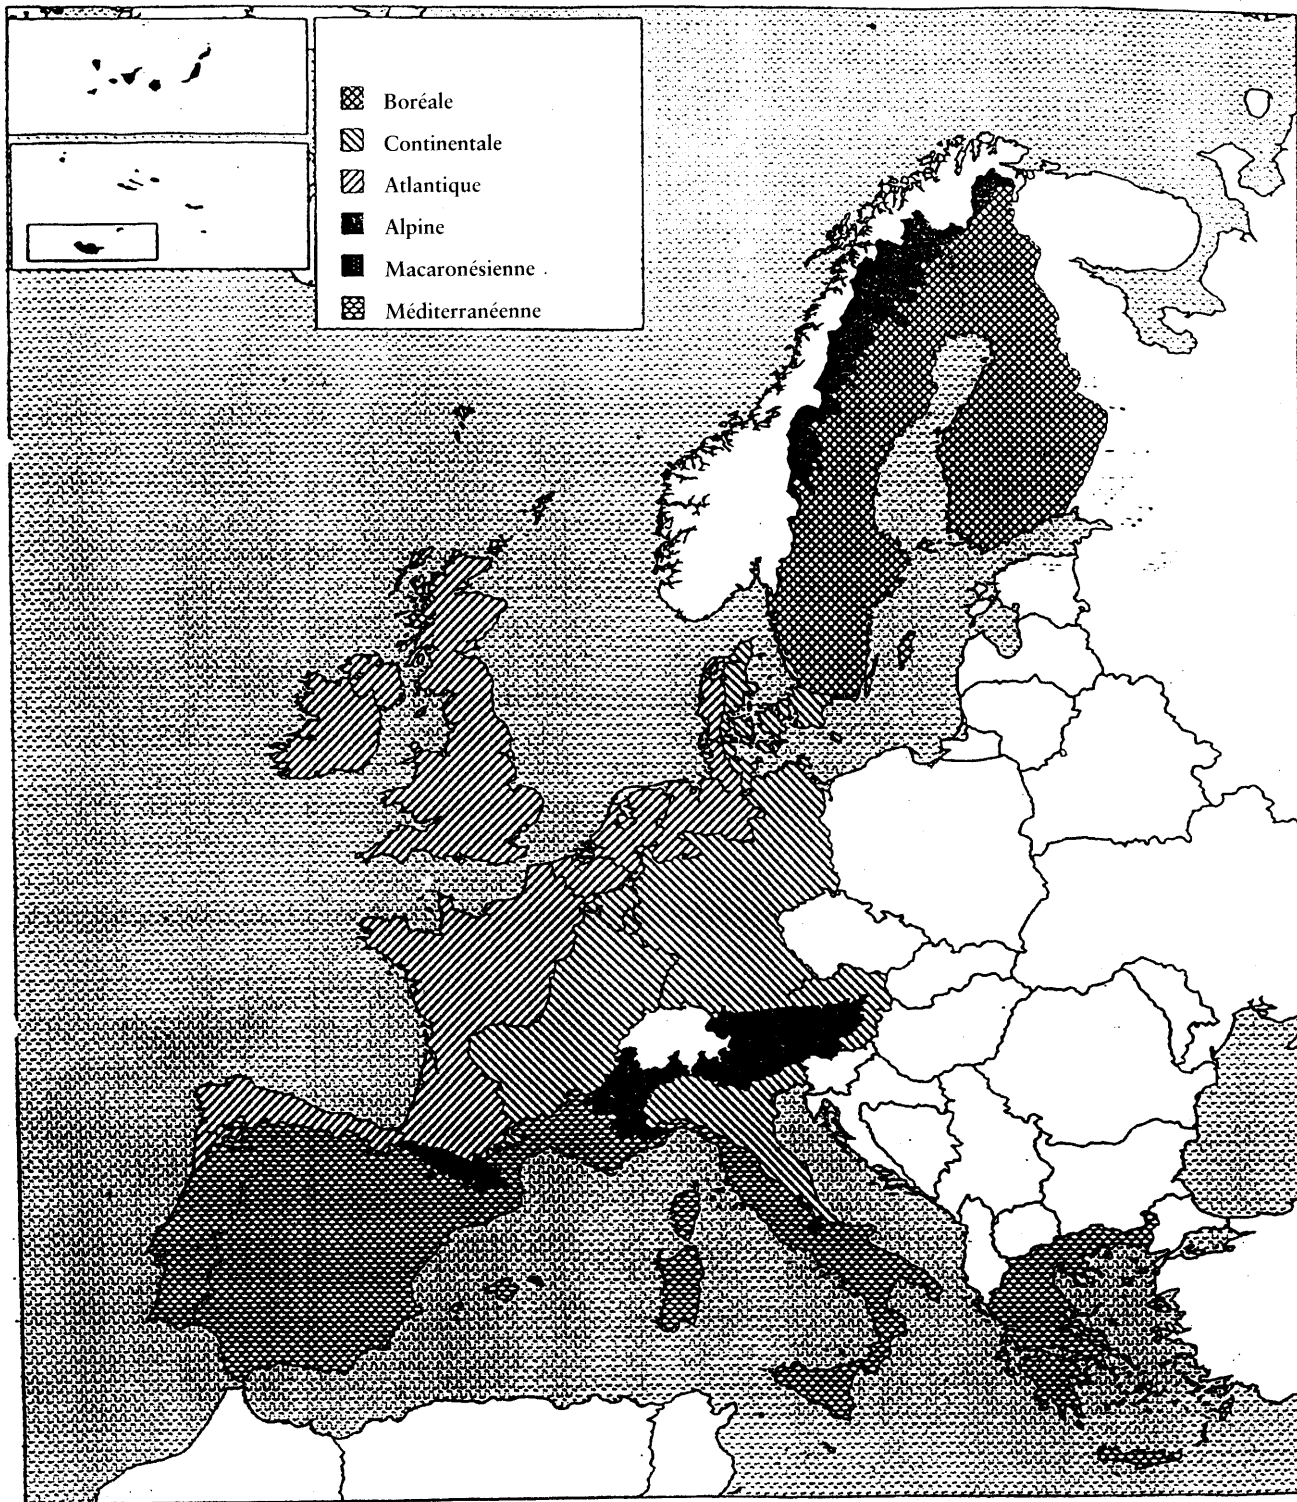 Boréale
Continentale
Atlantique
Alpine
Macaronésienne
Méditerranéenne